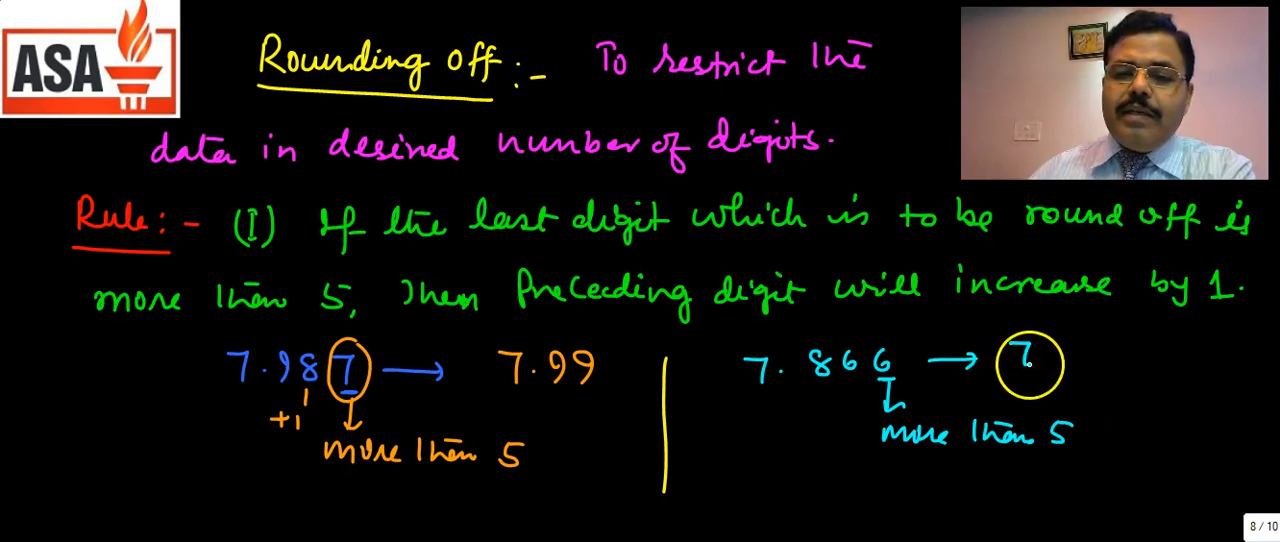 ASA
Rounding off :- To restrict the
data in desired number of digits.
Rule :- (I) If the last digit which is to be round off is
more than 5, then Preceeding digit will increase by 1.
7.987 → 7.99
+1
more than 5
7.866 → 7.
more than 5
8 / 10